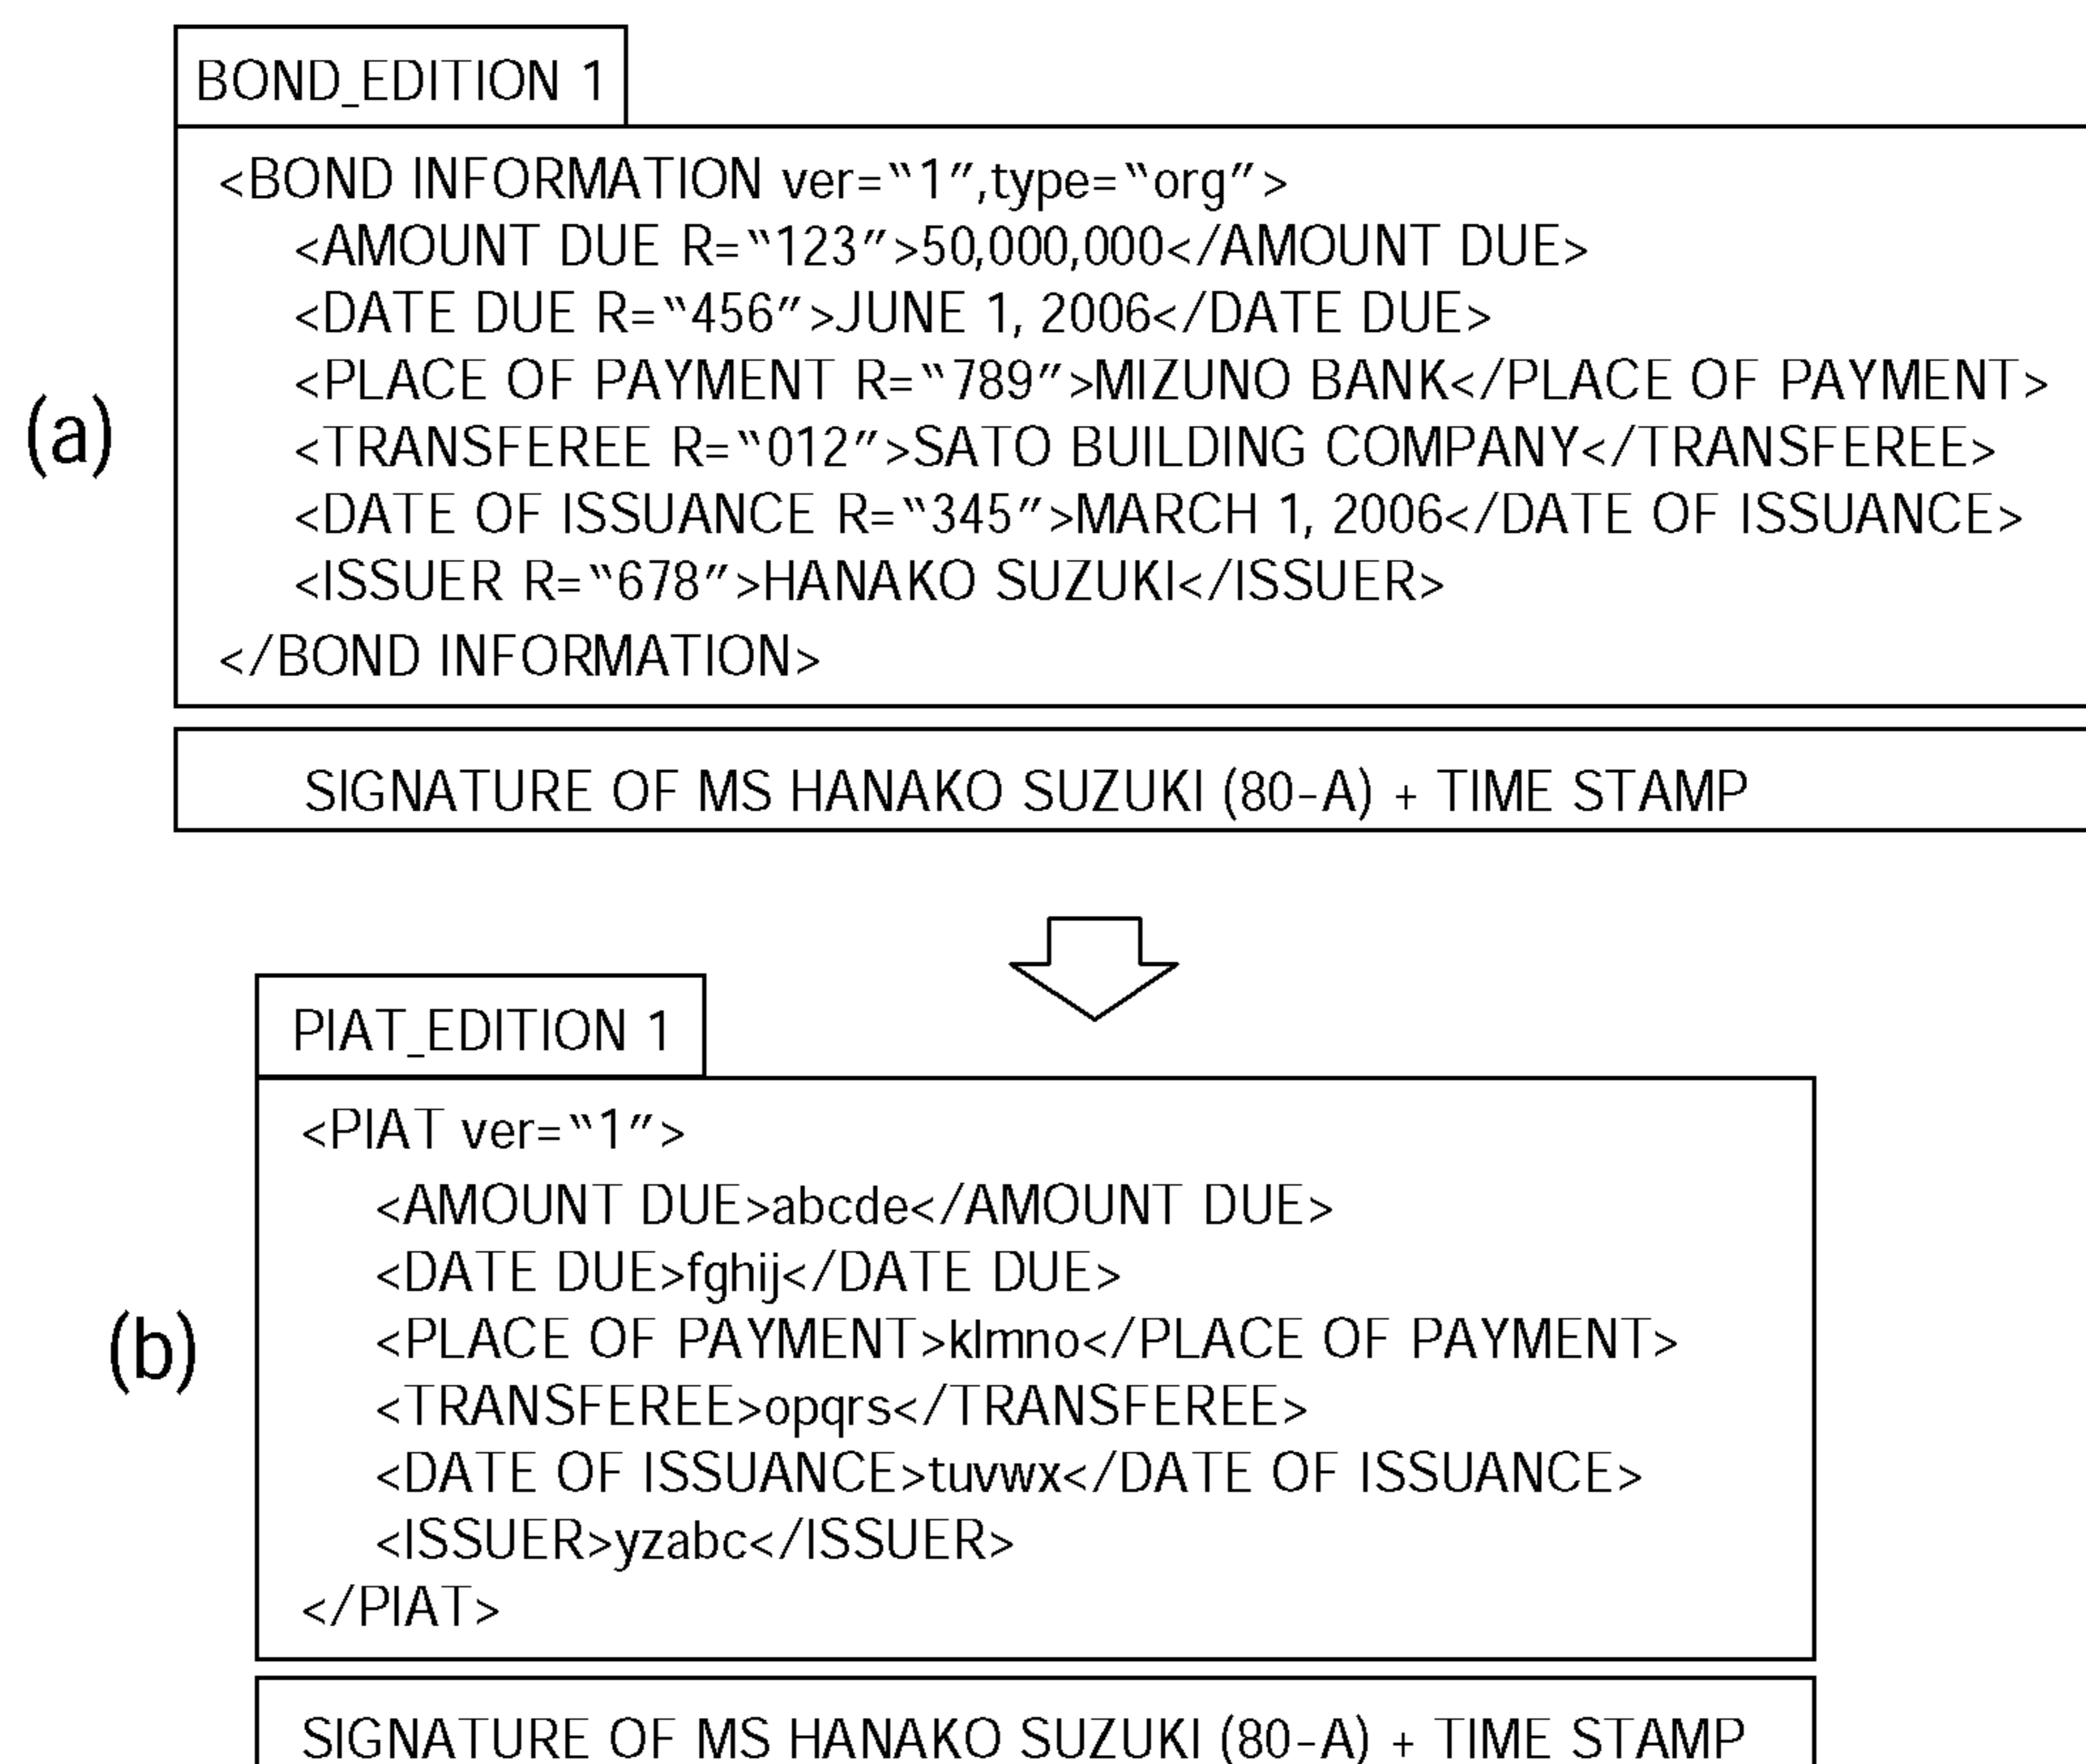 BOND_EDITION 1
<BOND INFORMATION ver=‟1″,type=‟org″>
<AMOUNT DUE R=‟123″>50,000,000</AMOUNT DUE>
<DATE DUE R=‟456″>JUNE 1, 2006</DATE DUE>
<PLACE OF PAYMENT R=‟789″>MIZUNO BANK</PLACE OF PAYMENT>
(a)
<TRANSFEREE R=‟012″>SATO BUILDING COMPANY</TRANSFEREE>
<DATE OF ISSUANCE R=‟345″>MARCH 1, 2006</DATE OF ISSUANCE>
<ISSUER R=‟678″>HANAKO SUZUKI</ISSUER>
</BOND INFORMATION>
SIGNATURE OF MS HANAKO SUZUKI (80-A) + TIME STAMP
PIAT_EDITION 1
<PIAT ver=‟1″>
<AMOUNT DUE>abcde</AMOUNT DUE>
<DATE DUE>fghij</DATE DUE>
(b)
<PLACE OF PAYMENT>klmno</PLACE OF PAYMENT>
<TRANSFEREE>opqrs</TRANSFEREE>
<DATE OF ISSUANCE>tuvwx</DATE OF ISSUANCE>
<ISSUER>yzabc</ISSUER>
</PIAT>
SIGNATURE OF MS HANAKO SUZUKI (80-A) + TIME STAMP